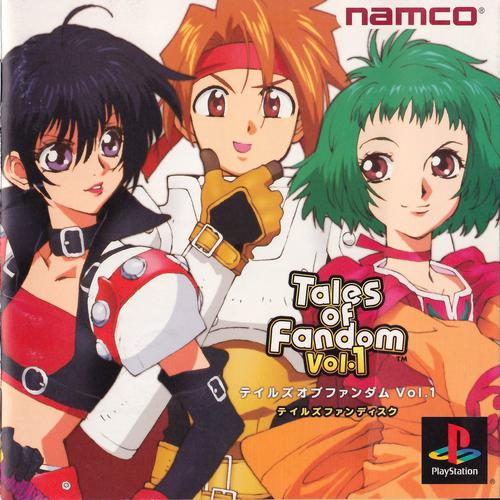 namco®
Tales
of
Fandom
Vol.1™
テイルズオブファンダム Vol.1
テイルズファンディスク
PlayStation